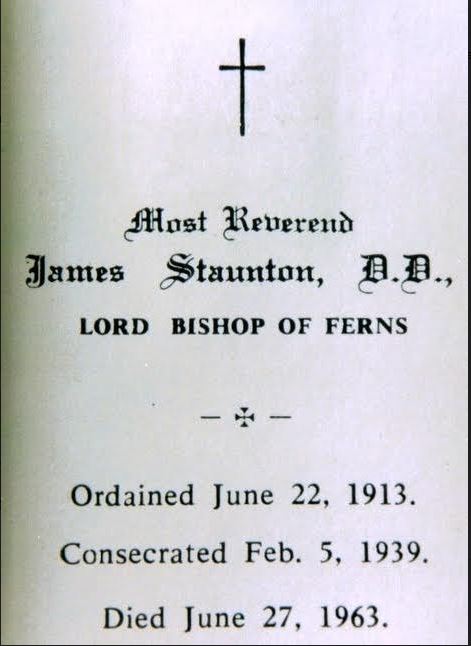 Most Reverend
James Staunton, D.D.,
LORD BISHOP OF FERNS
Ordained June 22, 1913.
Consecrated Feb. 5, 1939.
Died June 27, 1963.